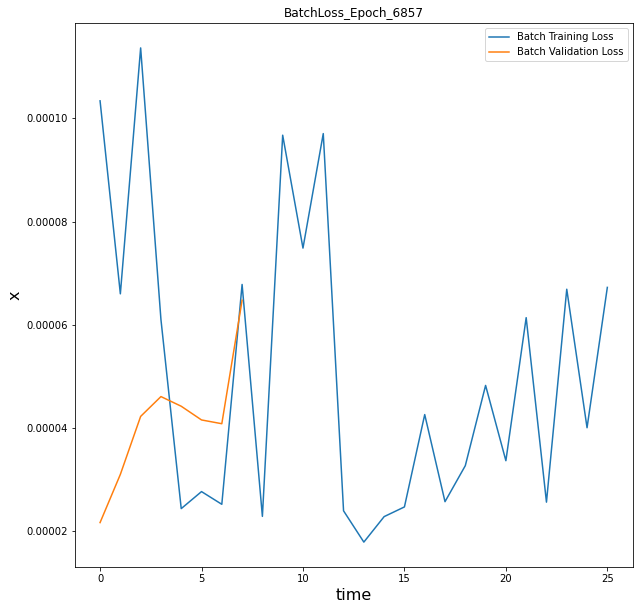 BatchLoss_Epoch_6857
Batch Training Loss
Batch Validation Loss
0.00010
0.00008
0.00006
0.00004
0.00002
x
0 5 10 15 20 25
time